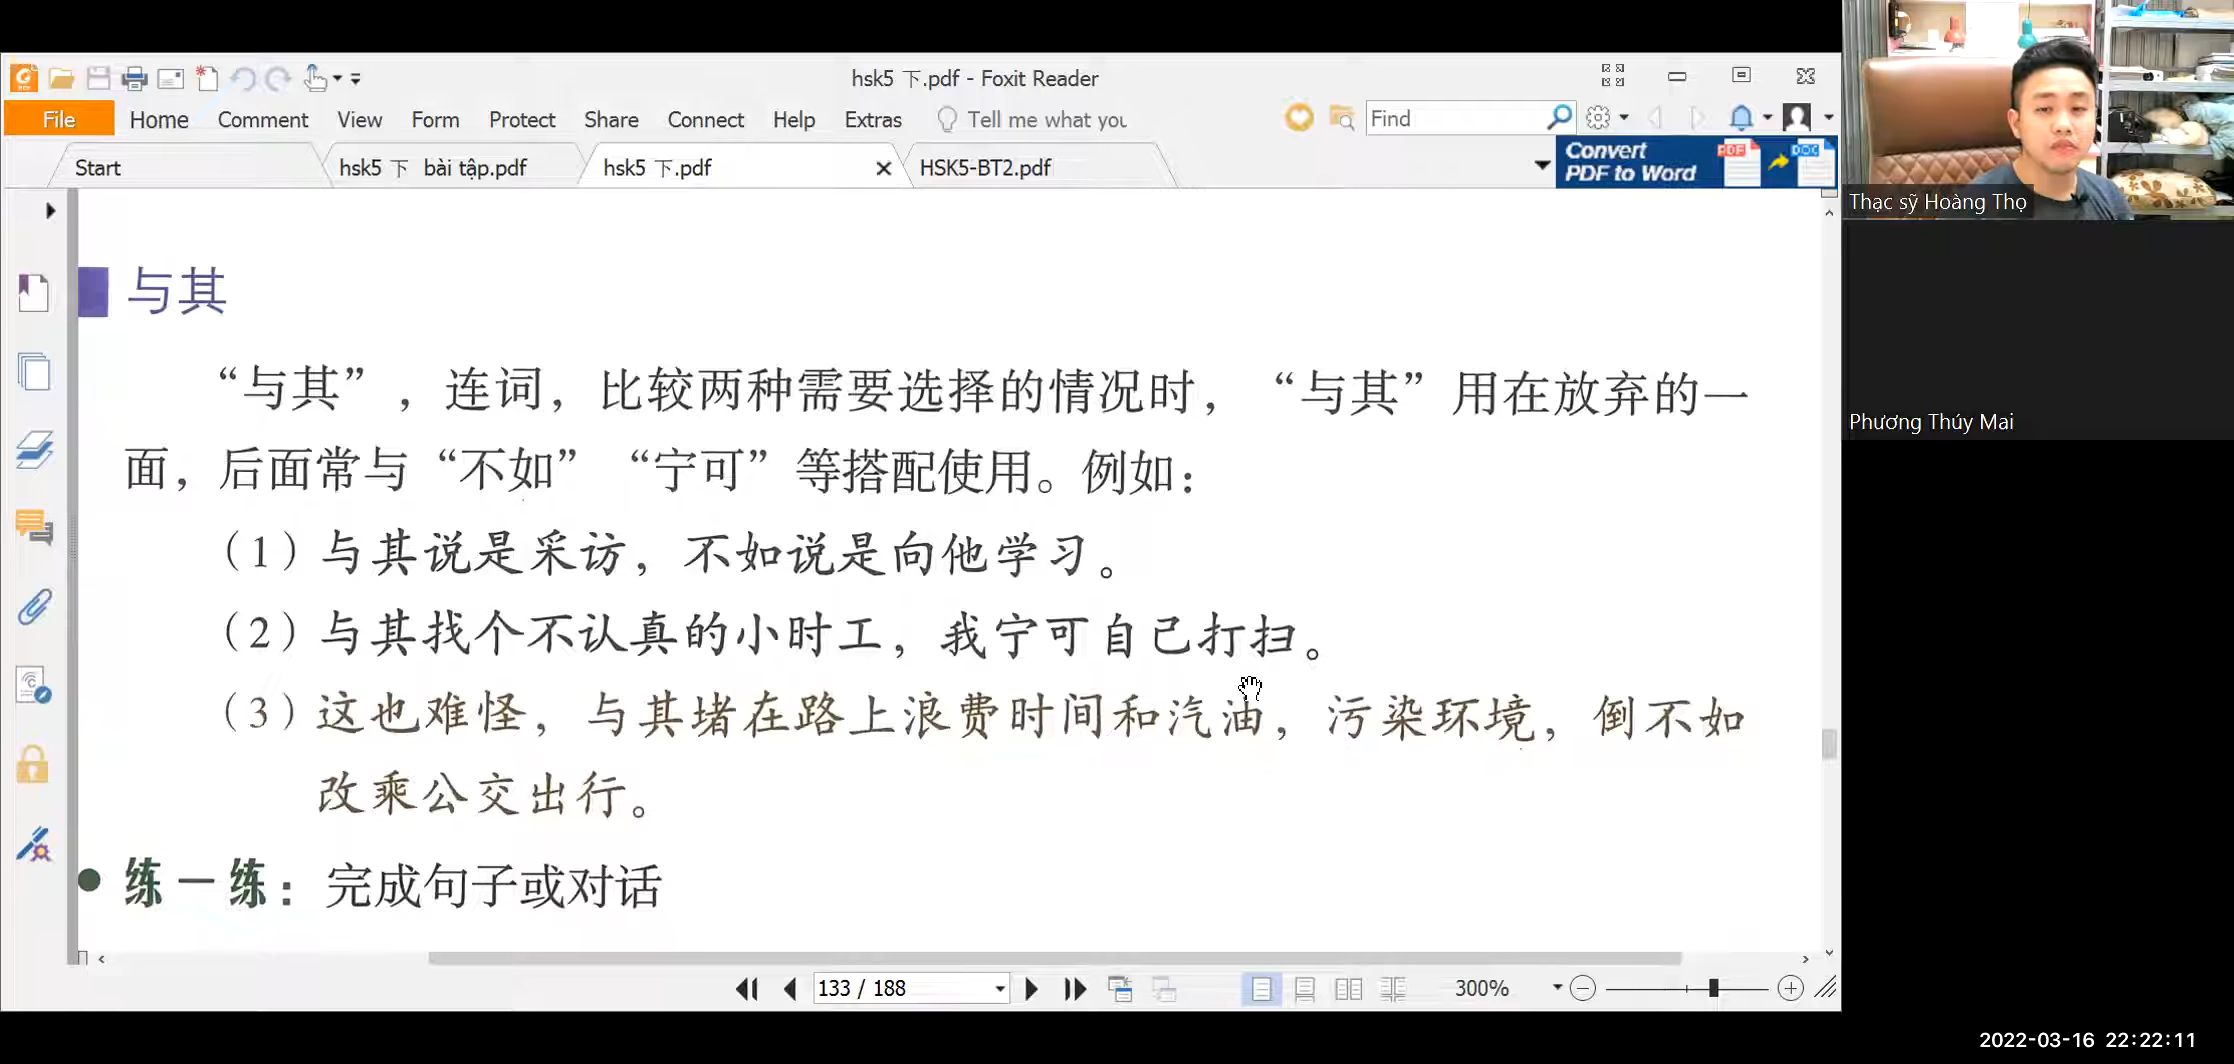 hsk5 下.pdf - Foxit Reader
File Home Comment View Form Protect Share Connect Help Extras Tell me what you Find
Start hsk5 下 bài tập.pdf hsk5 下.pdf HSK5-BT2.pdf
Convert
PDF to Word
PDF DOC
Thạc sỹ Hoàng Thọ
Phương Thúy Mai
与其
“与其”，连词，比较两种需要选择的情况时，“与其”用在放弃的一
面，后面常与“不如”“宁可”等搭配使用。例如：
（1）与其说是采访，不如说是向他学习。
（2）与其找个不认真的小时工，我宁可自己打扫。
（3）这也难怪，与其堵在路上浪费时间和汽油，污染环境，倒不如
改乘公交出行。
练一练：完成句子或对话
133 / 188 300%
2022-03-16 22:22:11